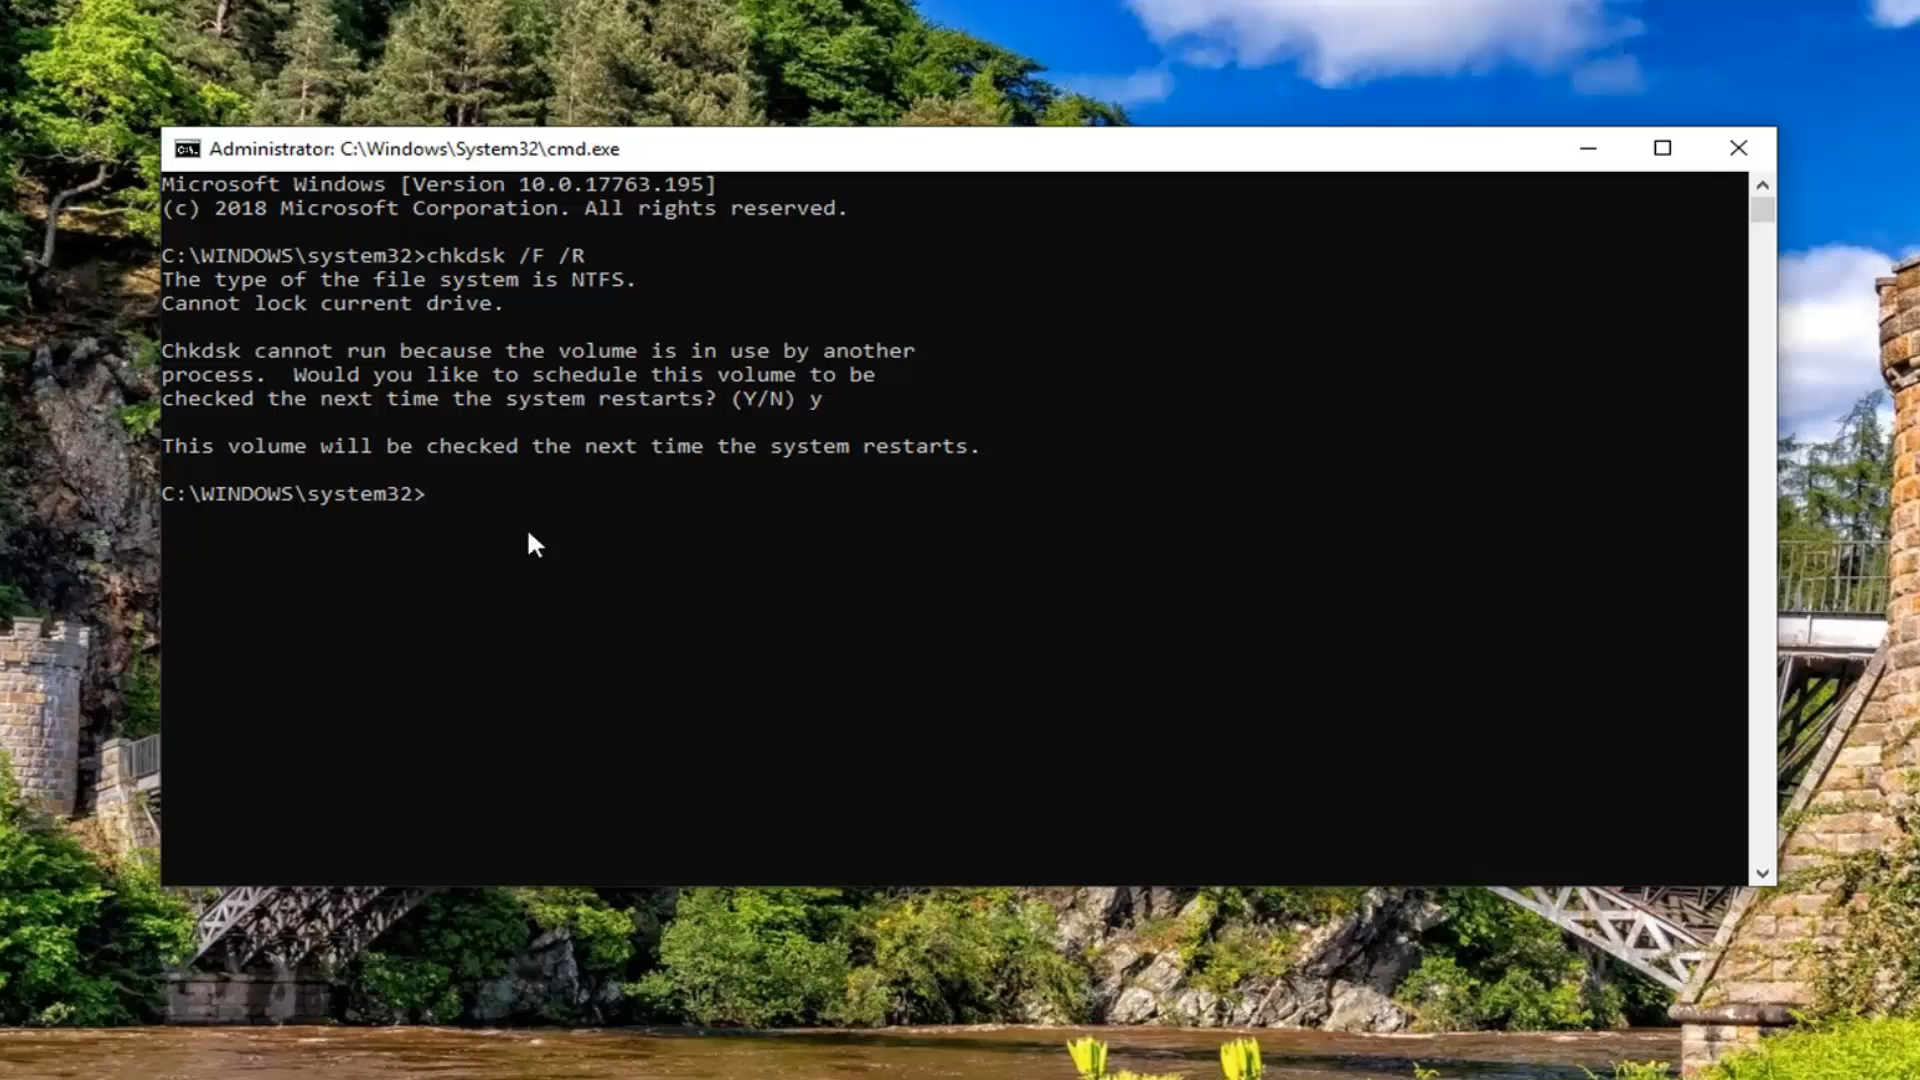 Administrator: C:\Windows\System32\cmd.exe
Microsoft Windows [Version 10.0.17763.195]
(c) 2018 Microsoft Corporation. All rights reserved.
C:\WINDOWS\system32>chkdsk /F /R
The type of the file system is NTFS.
Cannot lock current drive.
Chkdsk cannot run because the volume is in use by another
process.  Would you like to schedule this volume to be
checked the next time the system restarts? (Y/N) y
This volume will be checked the next time the system restarts.
C:\WINDOWS\system32>